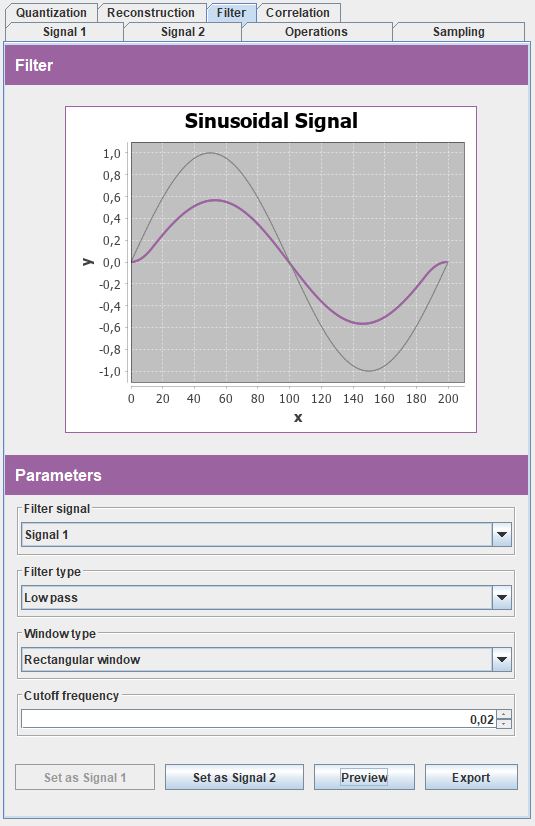 Quantization Reconstruction Filter Correlation
Signal 1 Signal 2 Operations Sampling
Filter
Sinusoidal Signal
1,0
0,8
0,6
0,4
0,2
0,0
-0,2
-0,4
-0,6
-0,8
-1,0
y
0 20 40 60 80 100 120 140 160 180 200
x
Parameters
Filter signal
Signal 1
Filter type
Low pass
Window type
Rectangular window
Cutoff frequency
0,02
Set as Signal 1 Set as Signal 2 Preview Export